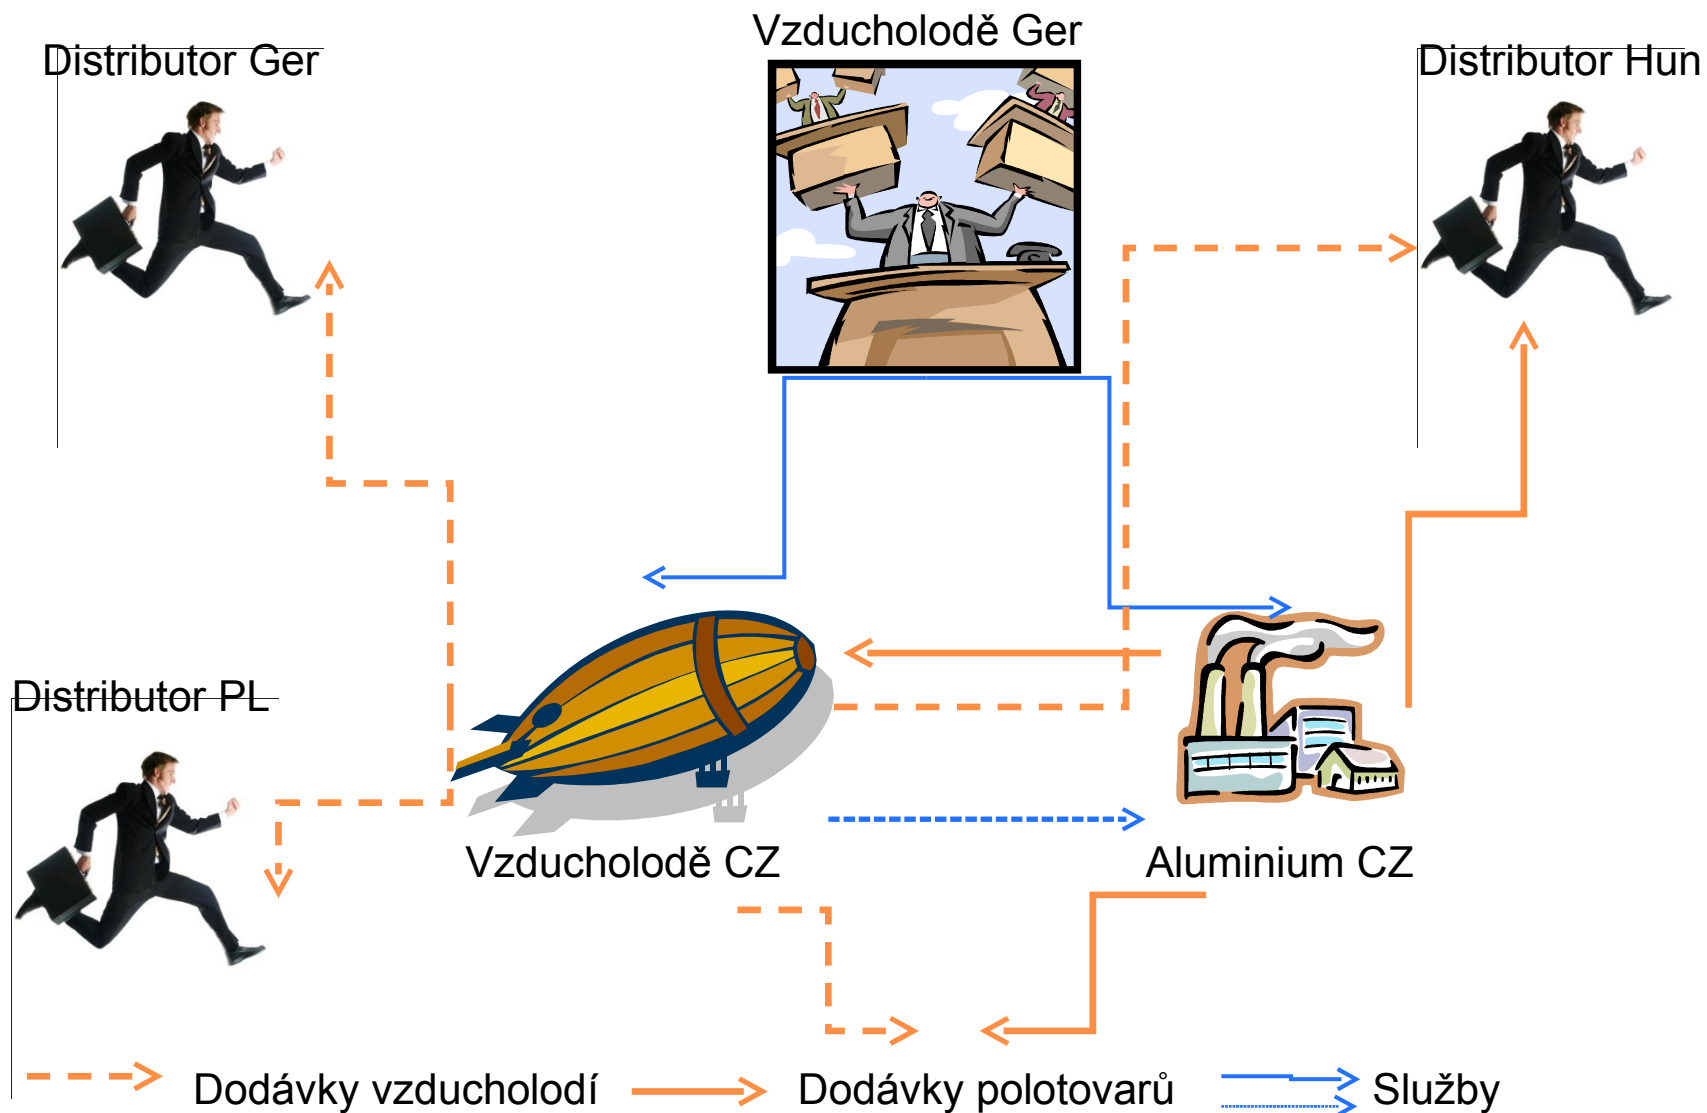 Vzducholodě Ger
Distributor Ger
Distributor Hun
Distributor PL
Vzducholodě CZ
Aluminium CZ
Dodávky vzducholodí
Dodávky polotovarů
Služby